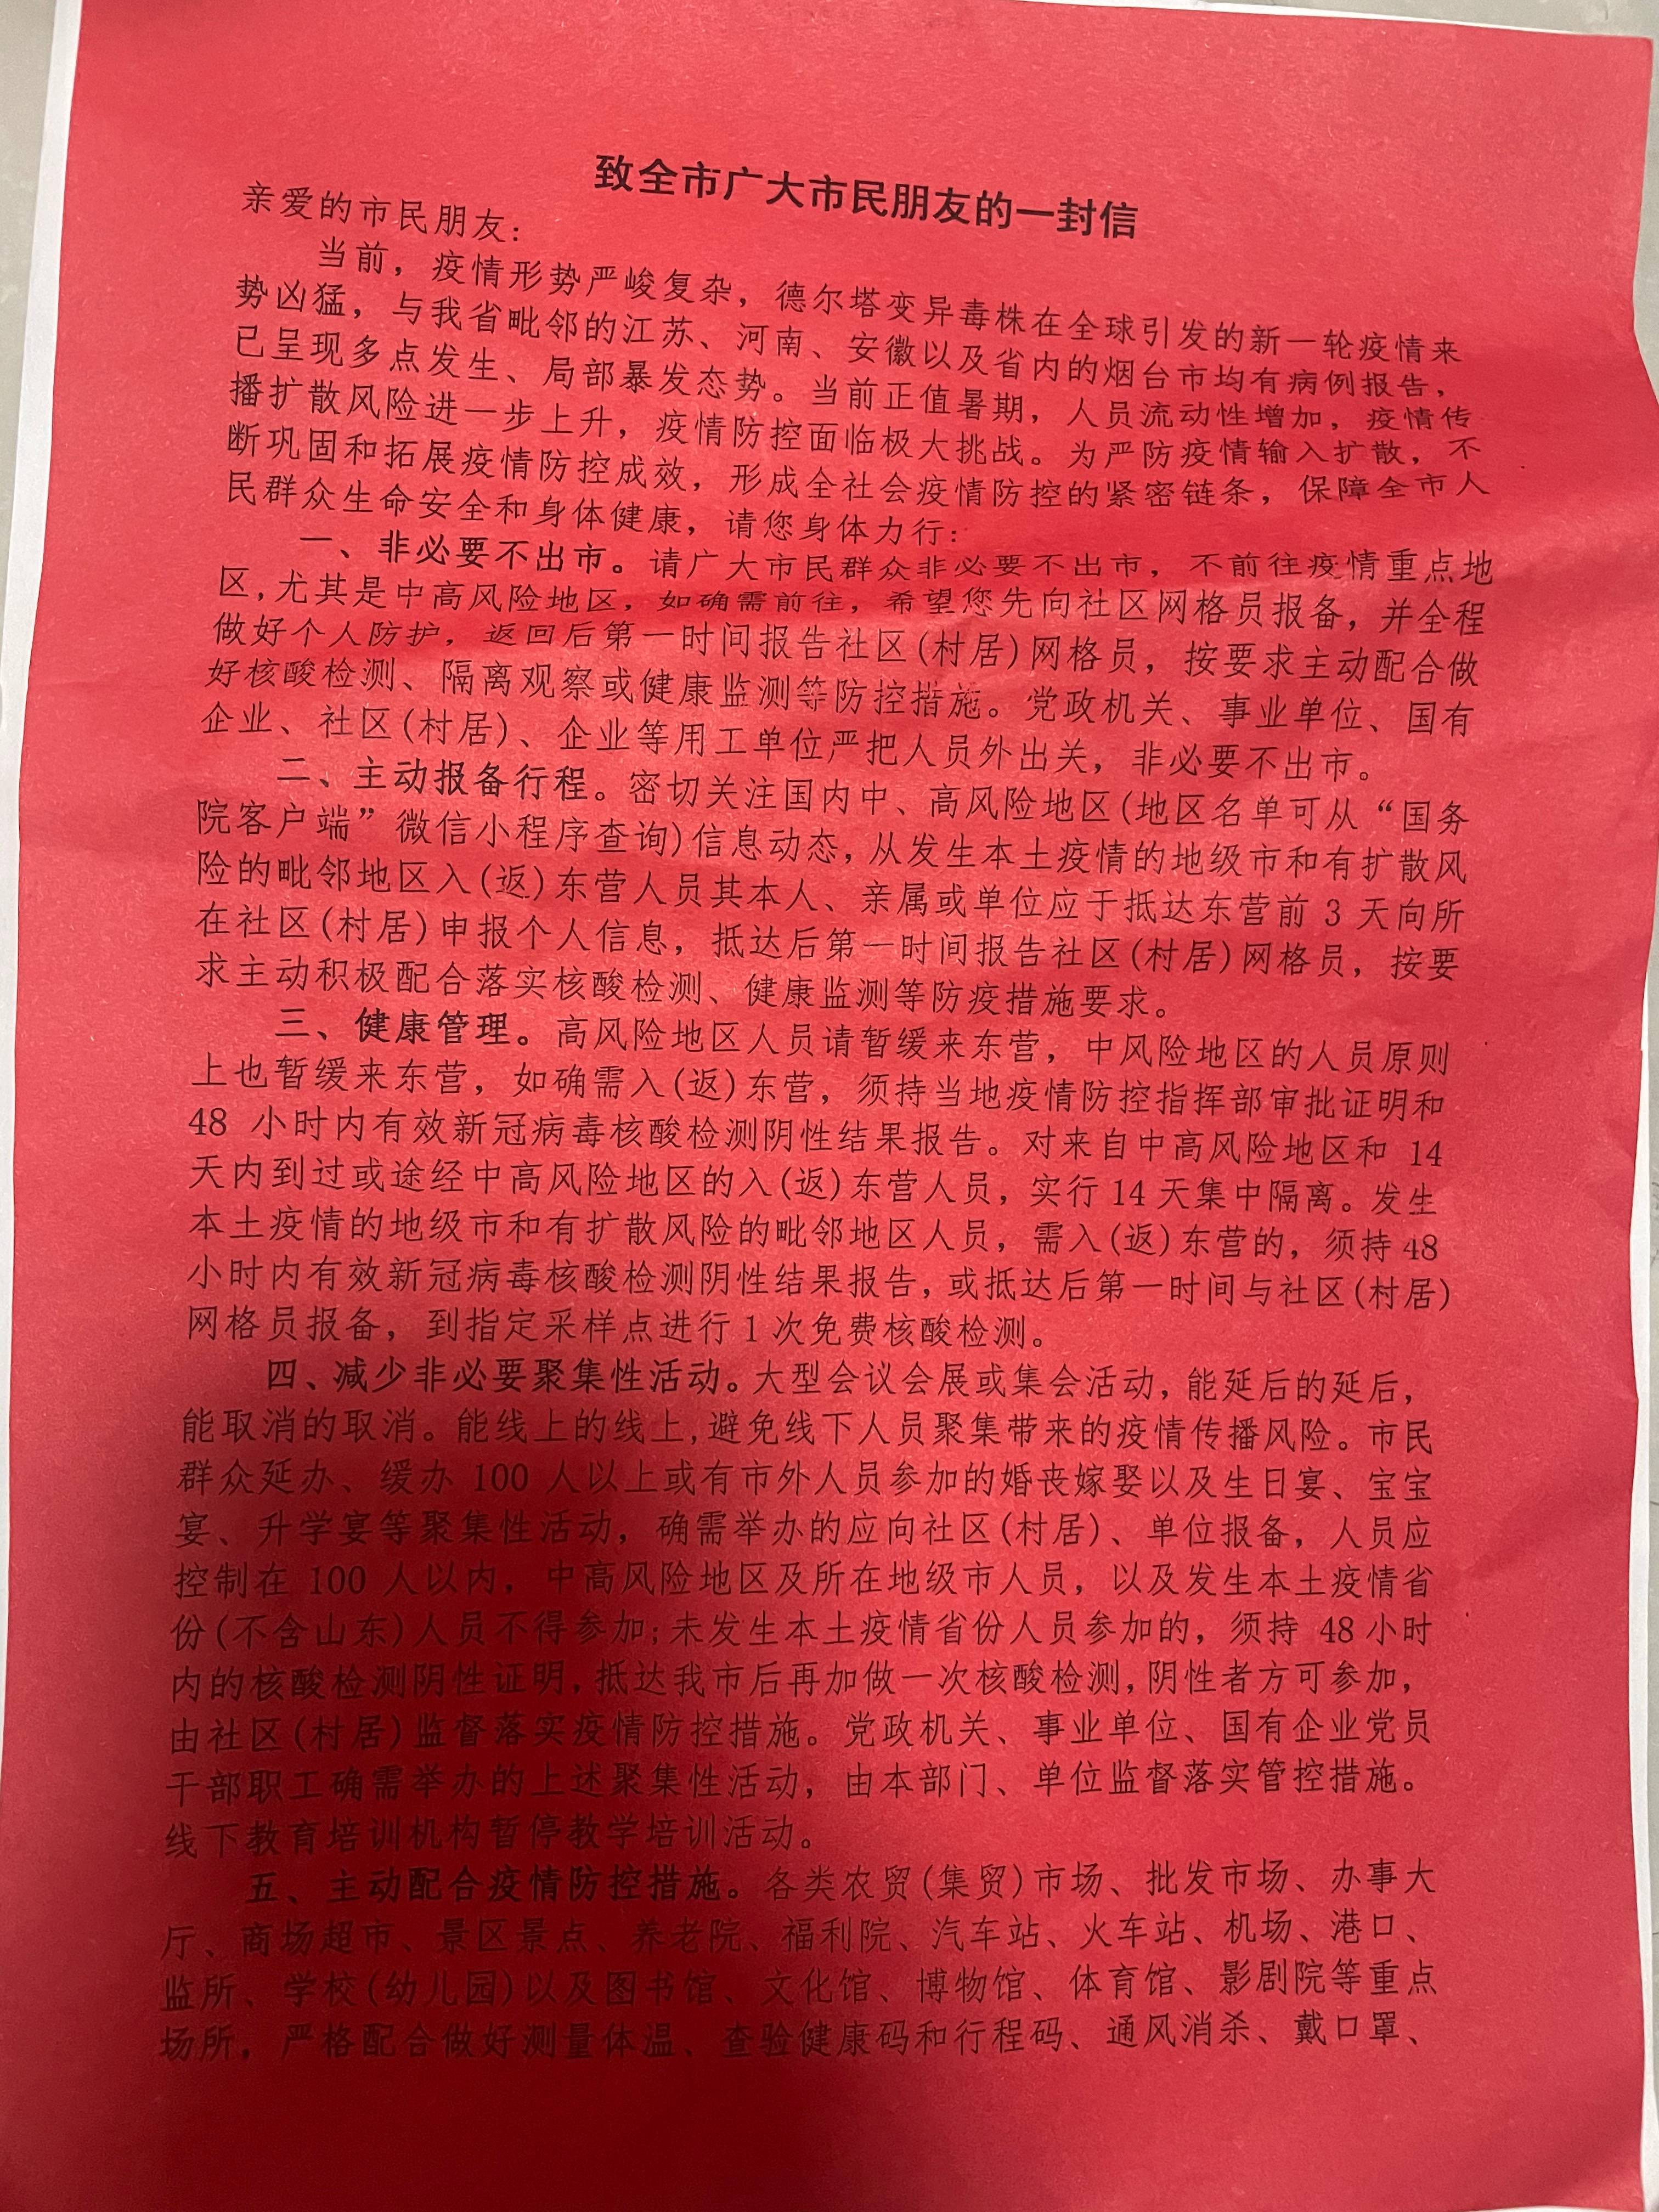 致全市广大市民朋友的一封信
亲爱的市民朋友:
当前，疫情形势严峻复杂，德尔塔变异毒株在全球引发的新一轮疫情来
势凶猛，与我省毗邻的江苏、河南、安徽以及省内的烟台市均有病例报告，
已呈现多点发生、局部暴发态势。当前正值暑期，人员流动性增加，疫情传
播扩散风险进一步上升，疫情防控面临极大挑战。为严防疫情输入扩散，不
断巩固和拓展疫情防控成效，形成全社会疫情防控的紧密链条，保障全市人
民群众生命安全和身体健康，请您身体力行:
一、非必要不出市。请广大市民群众非必要不出市，不前往疫情重点地
区,尤其是中高风险地区，如确需前往，希望您先向社区网格员报备，并全程
做好个人防护，返回后第一时间报告社区(村居)网格员，按要求主动配合做
好核酸检测、隔离观察或健康监测等防控措施。党政机关、事业单位、国有
企业、社区(村居)、企业等用工单位严把人员外出关，非必要不出市。
二、主动报备行程。密切关注国内中、高风险地区(地区名单可从“国务
院客户端”微信小程序查询)信息动态,从发生本土疫情的地级市和有扩散风
险的毗邻地区入(返)东营人员其本人、亲属或单位应于抵达东营前 3 天向所
在社区(村居)申报个人信息，抵达后第一时间报告社区(村居)网格员，按要
求主动积极配合落实核酸检测、健康监测等防疫措施要求。
三、健康管理。高风险地区人员请暂缓来东营，中风险地区的人员原则
上也暂缓来东营，如确需入(返)东营，须持当地疫情防控指挥部审批证明和
48 小时内有效新冠病毒核酸检测阴性结果报告。对来自中高风险地区和 14
天内到过或途经中高风险地区的入(返)东营人员，实行14天集中隔离。发生
本土疫情的地级市和有扩散风险的毗邻地区人员，需入(返)东营的，须持48
小时内有效新冠病毒核酸检测阴性结果报告,或抵达后第一时间与社区(村居)
网格员报备，到指定采样点进行1次免费核酸检测。
四、减少非必要聚集性活动。大型会议会展或集会活动,能延后的延后，
能取消的取消。能线上的线上,避免线下人员聚集带来的疫情传播风险。市民
群众延办、缓办 100 人以上或有市外人员参加的婚丧嫁娶以及生日宴、宝宝
宴、升学宴等聚集性活动，确需举办的应向社区(村居)、单位报备，人员应
控制在 100 人以内，中高风险地区及所在地级市人员，以及发生本土疫情省
份(不含山东)人员不得参加;未发生本土疫情省份人员参加的，须持 48小时
内的核酸检测阴性证明,抵达我市后再加做一次核酸检测,阴性者方可参加，
由社区(村居)监督落实疫情防控措施。党政机关、事业单位、国有企业党员
干部职工确需举办的上述聚集性活动，由本部门、单位监督落实管控措施。
线下教育培训机构暂停教学培训活动。
五、主动配合疫情防控措施。各类农贸(集贸)市场、批发市场、办事大
厅、商场超市、景区景点、养老院、福利院、汽车站、火车站、机场、港口、
监所、学校(幼儿园)以及图书馆、文化馆、博物馆、体育馆、影剧院等重点
场所，严格配合做好测量体温、查验健康码和行程码、通风消杀、戴口罩、